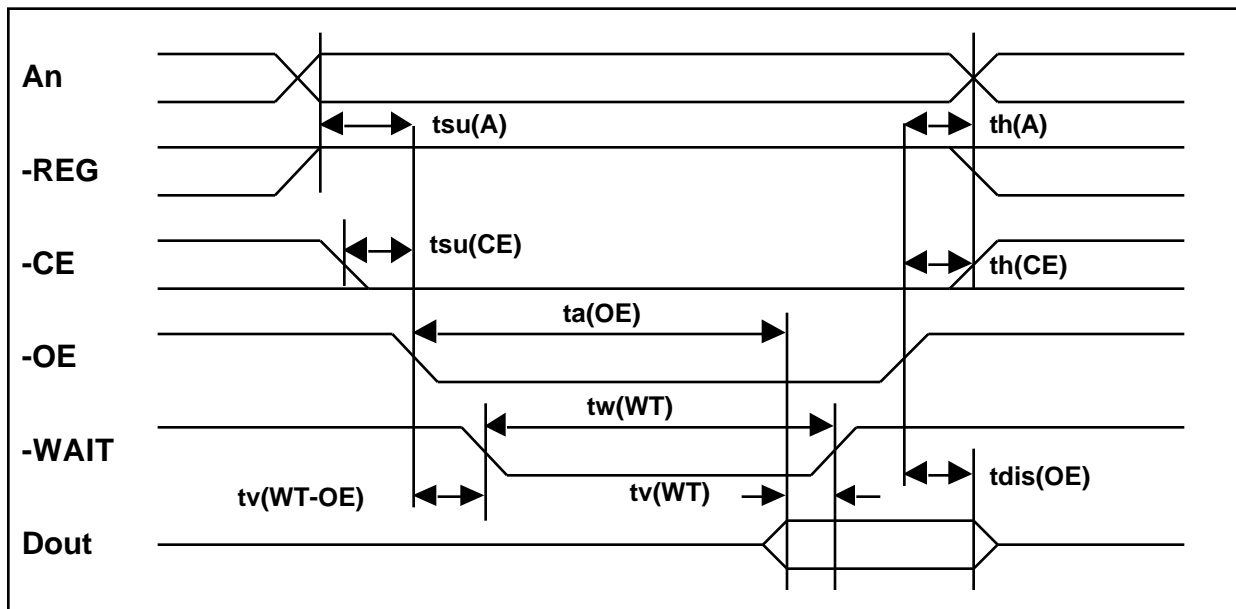 An
tsu(A)
th(A)
-REG
tsu(CE)
-CE
th(CE)
ta(OE)
-OE
tw(WT)
-WAIT
tv(WT-OE)
tv(WT)
tdis(OE)
Dout